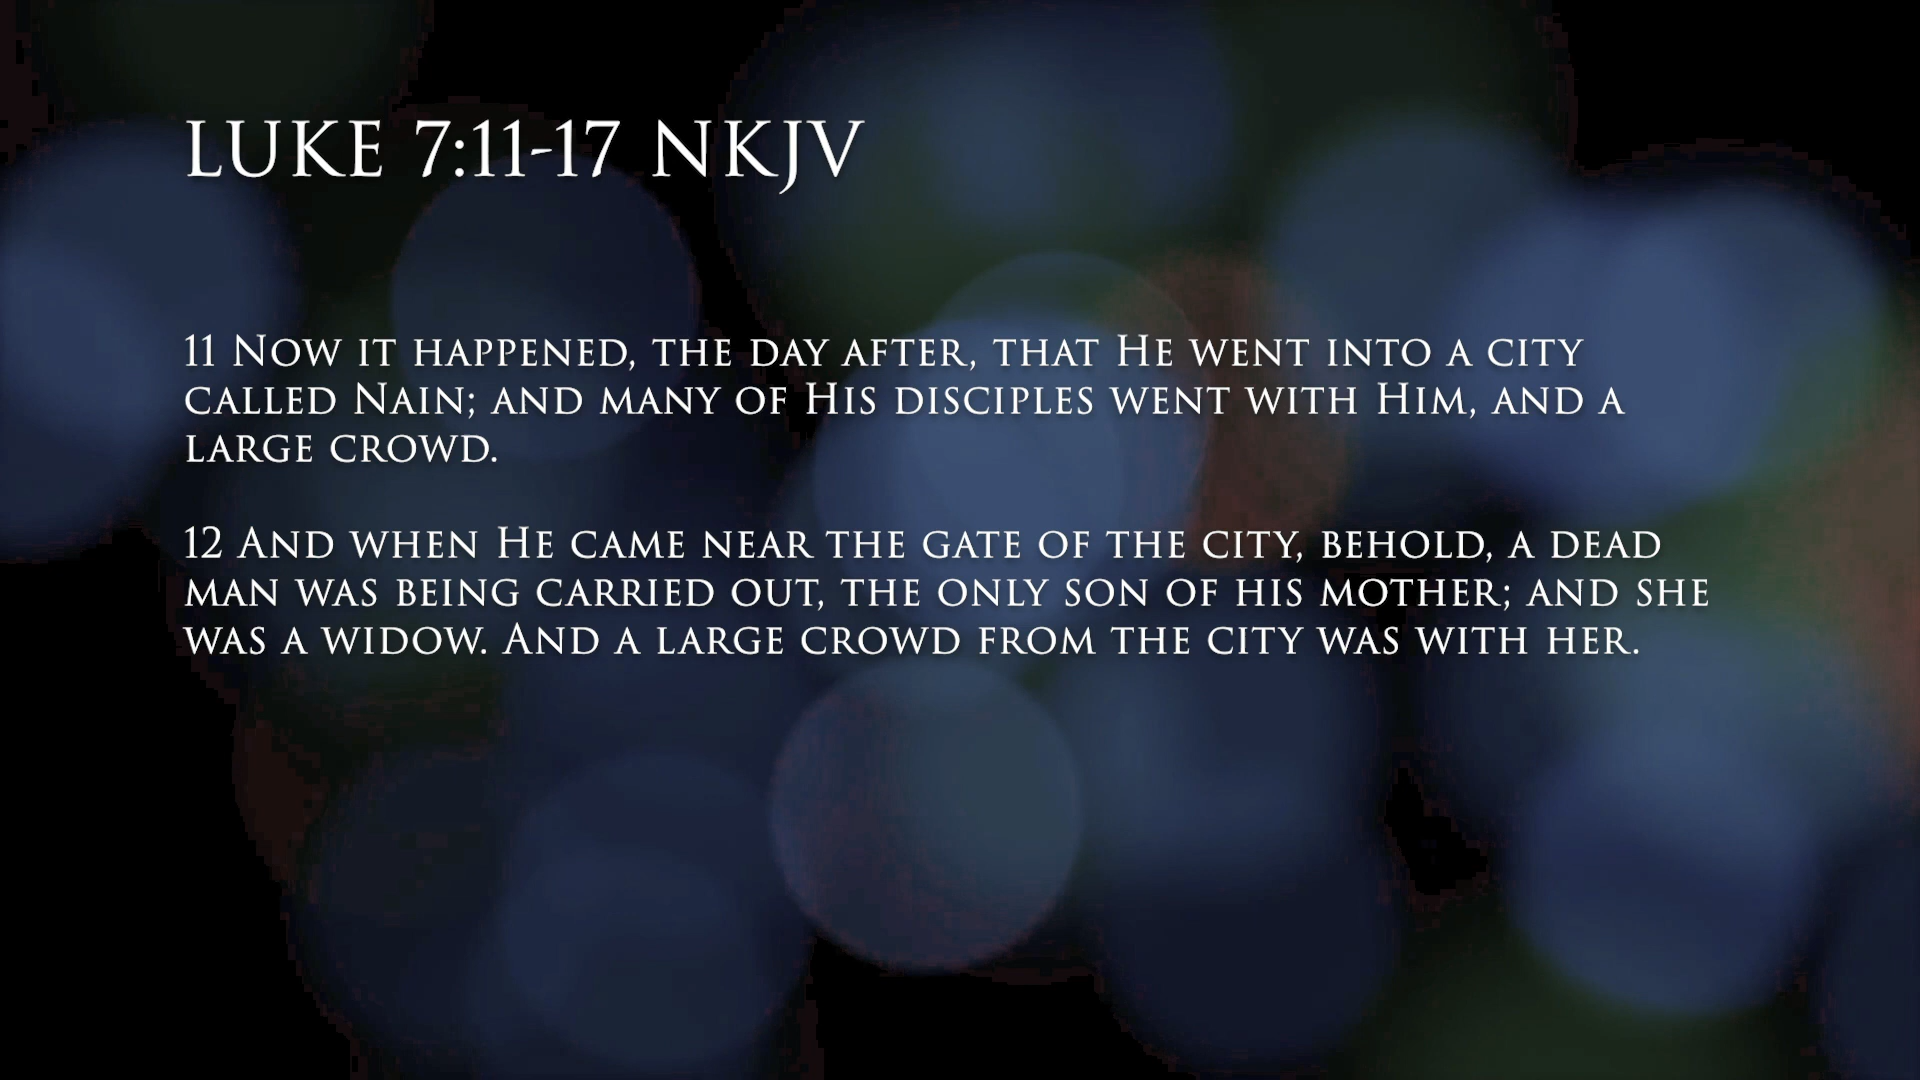 LUKE 7:11-17 NKJV
11 Now it happened, the day after, that He went into a city
called Nain; and many of His disciples went with Him, and a
large crowd.
12 And when He came near the gate of the city, behold, a dead
man was being carried out, the only son of his mother; and she
was a widow. And a large crowd from the city was with her.